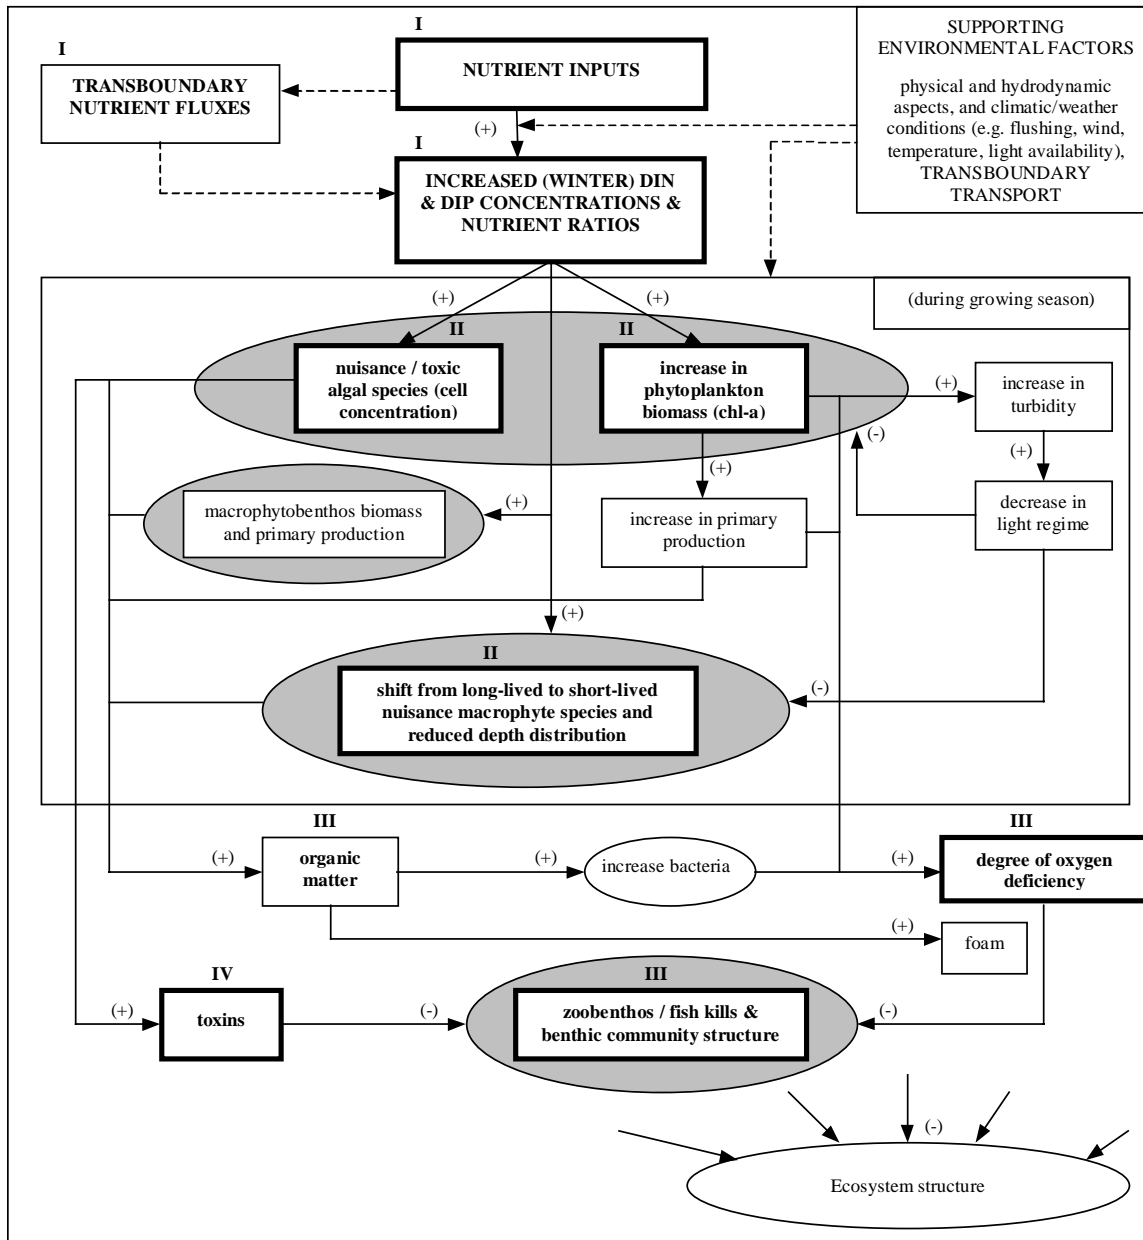 I
NUTRIENT INPUTS
I
TRANSBOUNDARY
NUTRIENT FLUXES
SUPPORTING
ENVIRONMENTAL FACTORS
physical and hydrodynamic
aspects, and climatic/weather
conditions (e.g. flushing, wind,
temperature, light availability),
TRANSBOUNDARY
TRANSPORT
(+)
I
INCREASED (WINTER) DIN
& DIP CONCENTRATIONS &
NUTRIENT RATIOS
(during growing season)
(+)
(+)
II
nuisance / toxic
algal species (cell
concentration)
II
increase in
phytoplankton
biomass (chl-a)
(+)
increase in
turbidity
(-)
(+)
(+)
macrophytobenthos biomass
and primary production
(+)
increase in primary
production
decrease in
light regime
(+)
II
shift from long-lived to short-lived
nuisance macrophyte species and
reduced depth distribution
(-)
III
(+)
organic
matter
(+)
increase bacteria
(+)
III
degree of oxygen
deficiency
(+)
foam
IV
(+)
toxins
(-)
III
zoobenthos / fish kills &
benthic community structure
(-)
(-)
Ecosystem structure